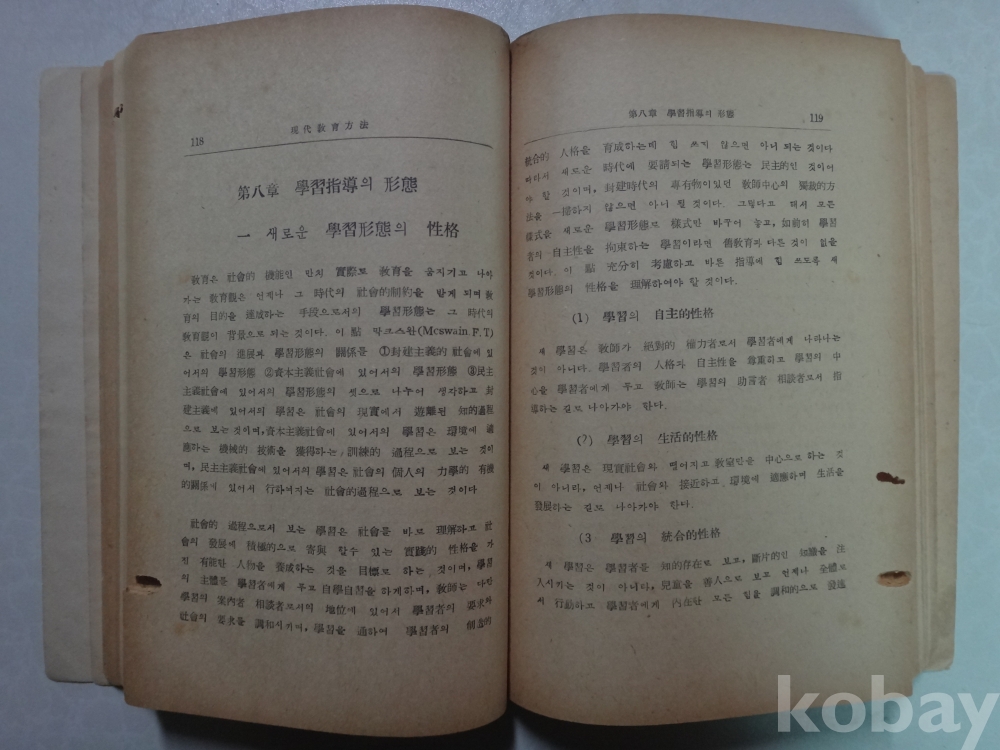 118
現代敎育方法
第八章 學習指導의 形態
一 새로운 學習形態의 性格
敎育은 社會的 機能인 만치 實際로 敎育을 움지기고 나아
가는 敎育觀은 언제나 그 時代의 社會的制約을 받게 되며 敎
育의 目的을 達成하는 手段으로서의 學習形態는 그 時代의
敎育觀이 背景으로 되는 것이다. 이 點 막크스완(Mcswain.F.T)
은 社會의 進展과 學習形態의 關係를 ①封建主義的 社會에 있
어서의 學習形態 ②資本主義社會에 있어서의 學習形態 ③民主
主義社會에 있어서의 學習形態의 셋으로 나누어 생각하고 封
建主義에 있어서의 學習은 社會의 現實에서 遊離된 知的過程
으로 보는 것이며,資本主義社會에 있어서의 學習은 環境에 適
應하는 機械的 技術을 獲得하는 訓練的 過程으로 보는 것이
며,民主主義社會에 있어서의 學習은 社會의 個人의 力學的 有機
的關係에 있어서 行하여지는 社會的過程으로 보는 것이다
社會的 過程으로서 보는 學習은 社會를 바로 理解하고 社
會의 發展에 積極的으로 寄與 할수 있는 實踐的 性格을 가
진 有能한 人物을 養成하는 것을 目標로 하는 것이며,學習
의 主體를 學習者에게 두고 自學自習을 하게하며, 敎師는 다만
學習의 案內者 相談者로서의 地位에 있어서 學習者의 要求와
社會의 要求를 調和시키며, 學習을 通하여 學習者의 個性的
第八章 學習指導의 形態
119
統合的 人格을 育成하는데 힘 쓰지 않으면 아니 되는 것이다
따라서 새로운 時代에 要請되는 學習形態는 民主的인 것이어
야 할 것이며, 封建時代의 專有物이있던 敎師中心의 獨裁的方
法을 一掃하지 않으면 아니 될 것이다. 그렇다고 해서 모든
樣式을 새로운 學習形態로 樣式만 바꾸어 놓고, 如前히 學習
者의 自主性을 拘束하는 學習이라면 舊敎育과 다른 것이 없을
것이다. 이 點 充分히 考慮하고 바른 指導에 힘 쓰도록 새
學習形態의 性格을 理解하여야 할 것이다.
(1) 學習의 自主的性格
새 學習은 敎師가 絕對的 權力者로서 學習者에게 나타나는
것이 아니다. 學習者의 人格과 自主性을 尊重하고 學習의 中
心을 學習者에게 두고 敎師는 學習의 助言者 相談者로서 指
導하는 길로 나아가야 한다.
(2) 學習의 生活的性格
새 學習은 現實社會와 떨어지고 敎室만을 中心으로 하는 것
이 아니라, 언제나 社會와 接近하고 環境에 適應하며 生活을
發展하는 길로 나아가야 한다.
(3 學習의 統合的性格
새 學習은 學習者를 知的存在로 보고, 斷片的인 知識을 注
入시키는 것이 아니다, 兒童을 善人으로 보고 언제나 全體로
서 行動하고 學習者에게 內在한 모든 힘을 調和的으로 發達
kobay